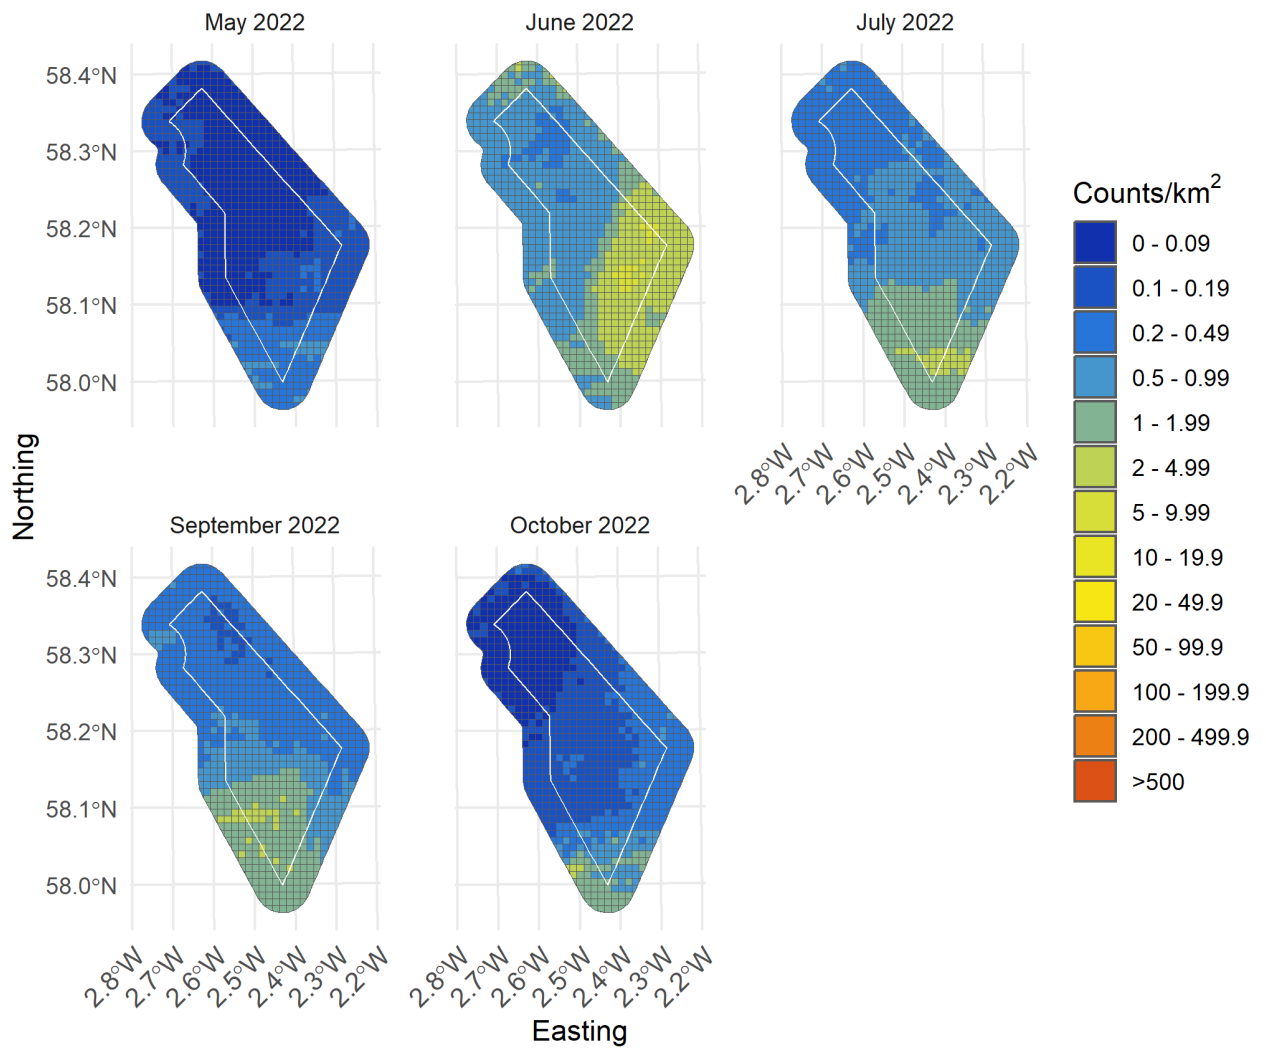 May 2022
June 2022
July 2022
58.4°N
58.3°N
58.2°N
58.1°N
58.0°N
2.8°W
2.7°W
2.6°W
2.5°W
2.4°W
2.3°W
2.2°W
Northing
September 2022
October 2022
58.4°N
58.3°N
58.2°N
58.1°N
58.0°N
2.8°W
2.7°W
2.6°W
2.5°W
2.4°W
2.3°W
2.2°W
2.8°W
2.7°W
2.6°W
2.5°W
2.4°W
2.3°W
2.2°W
Easting
Counts/km²
0 - 0.09
0.1 - 0.19
0.2 - 0.49
0.5 - 0.99
1 - 1.99
2 - 4.99
5 - 9.99
10 - 19.9
20 - 49.9
50 - 99.9
100 - 199.9
200 - 499.9
>500